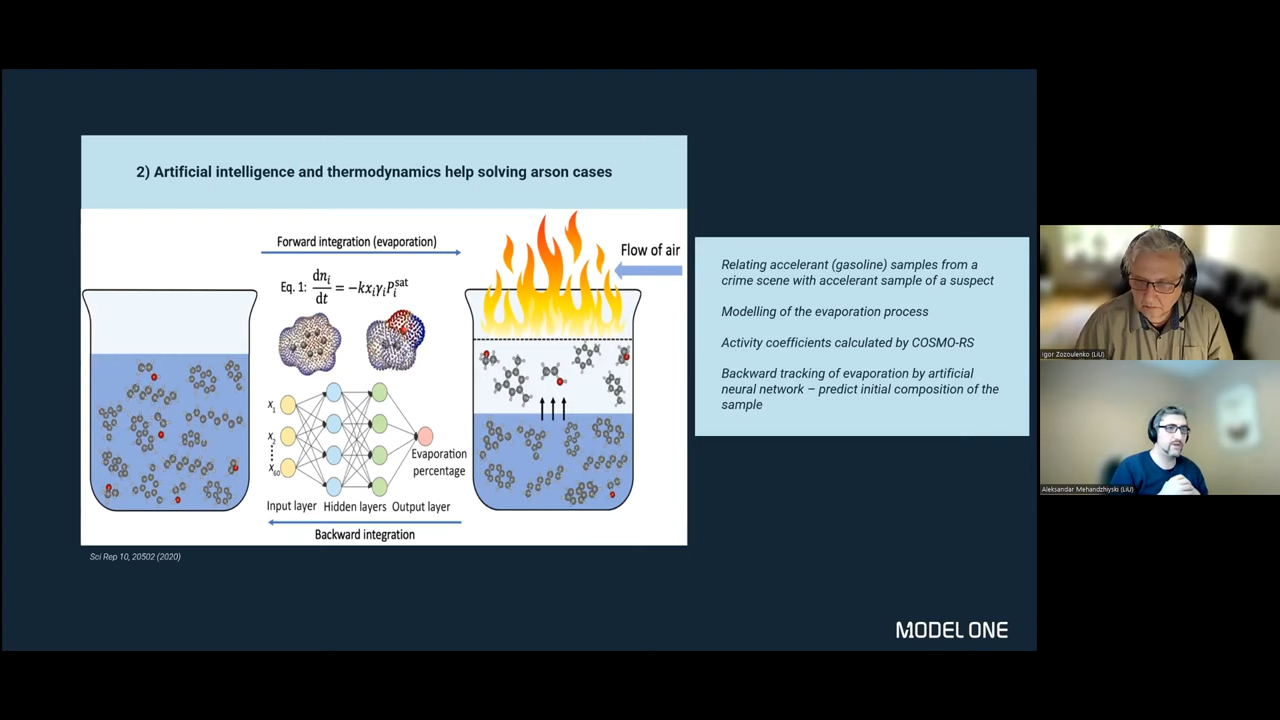 2) Artificial intelligence and thermodynamics help solving arson cases
Forward integration (evaporation)
Flow of air
Eq. 1: dn_i/dt = −kx_iγ_iP_i^sat
x_1
x_2
x_60
Evaporation
percentage
Input layer Hidden layers Output layer
Backward integration
Sci Rep 10, 20502 (2020)
Relating accelerant (gasoline) samples from a
crime scene with accelerant sample of a suspect
Modelling of the evaporation process
Activity coefficients calculated by COSMO-RS
Backward tracking of evaporation by artificial
neural network – predict initial composition of the
sample
MODEL ONE
Igor Zozoulenko (LiU)
Aleksandar Mehandzhiyski (LiU)